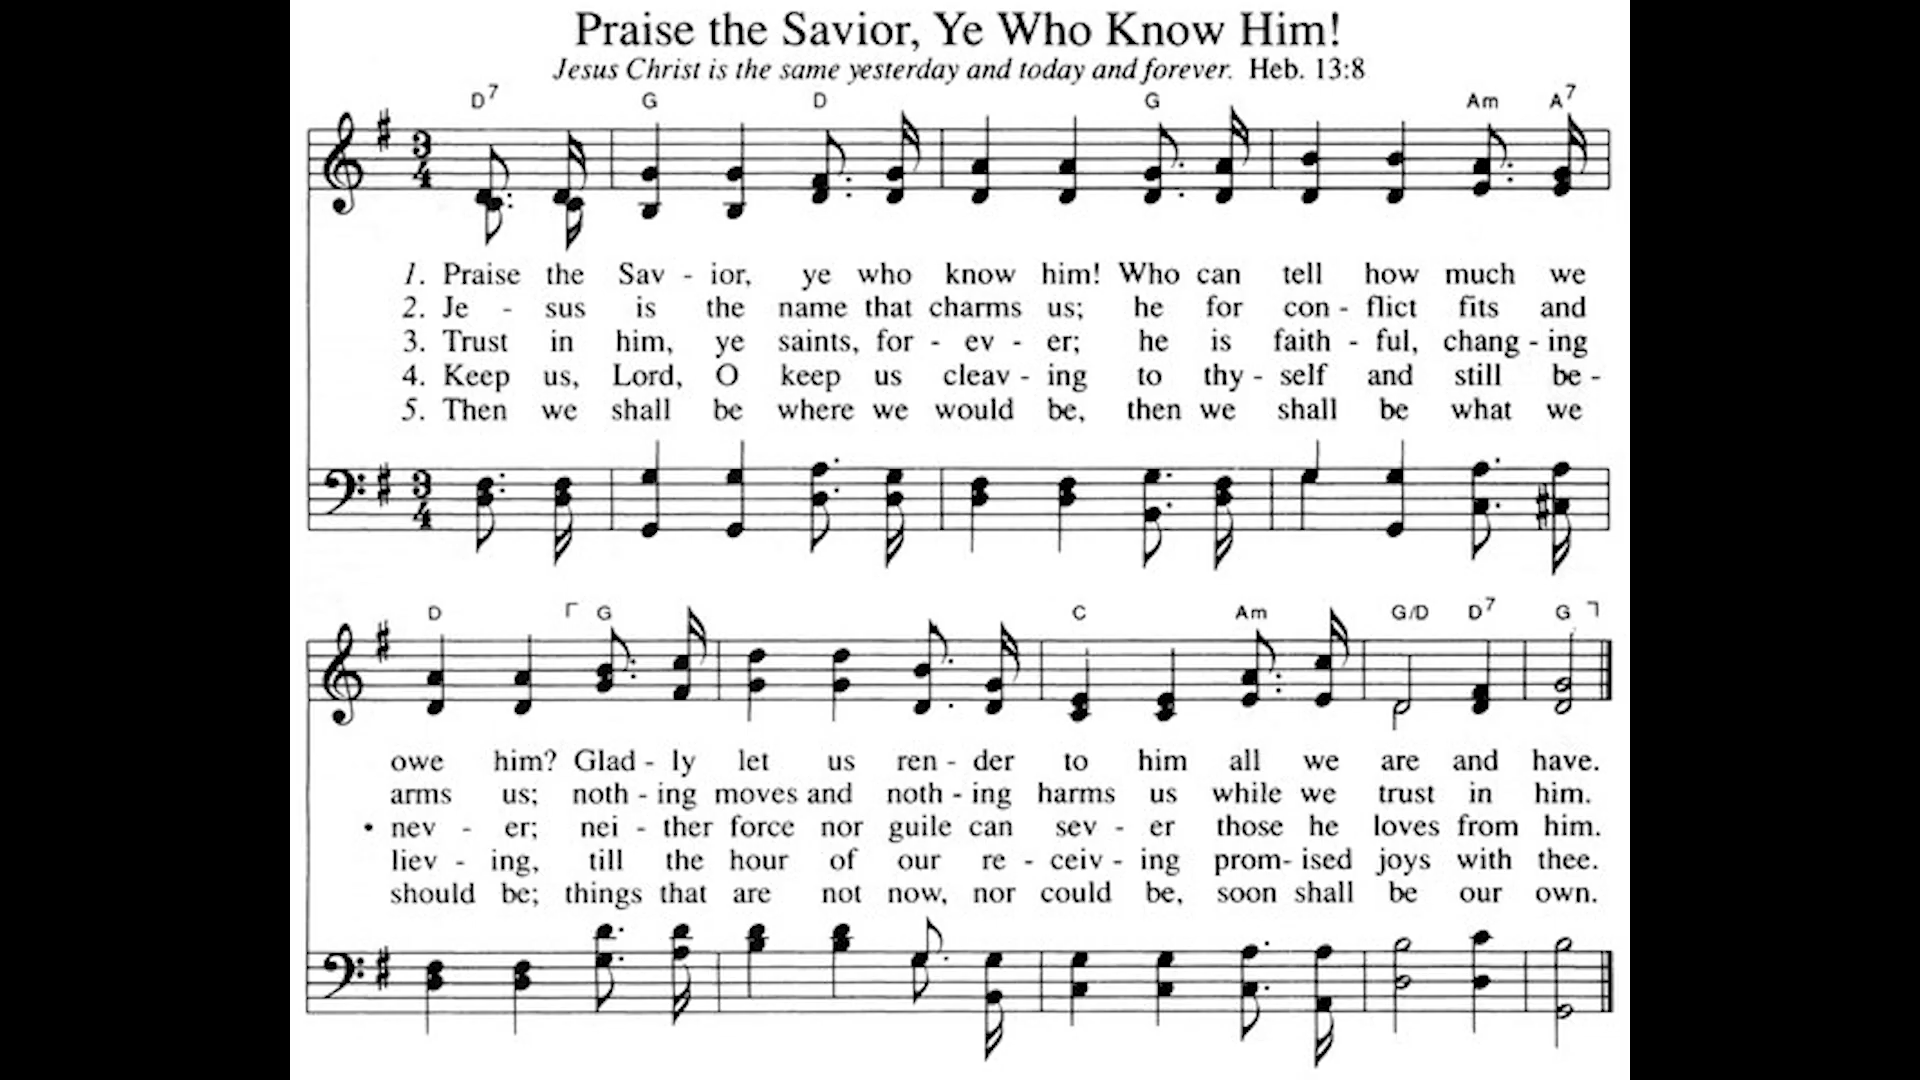 Praise the Savior, Ye Who Know Him!
Jesus Christ is the same yesterday and today and forever. Heb. 13:8
D7 G D G Am A7
3 4
1. Praise the Sav - ior, ye who know him! Who can tell how much we
2. Je - sus is the name that charms us; he for con - flict fits and
3. Trust in him, ye saints, for - ev - er; he is faith - ful, chang - ing
4. Keep us, Lord, O keep us cleav - ing to thy - self and still be -
5. Then we shall be where we would be, then we shall be what we
3 4
D G C Am G/D D7 G
owe him? Glad - ly let us ren - der to him all we are and have.
arms us; noth - ing moves and noth - ing harms us while we trust in him.
• nev - er; nei - ther force nor guile can sev - er those he loves from him.
liev - ing, till the hour of our re - ceiv - ing prom - ised joys with thee.
should be; things that are not now, nor could be, soon shall be our own.